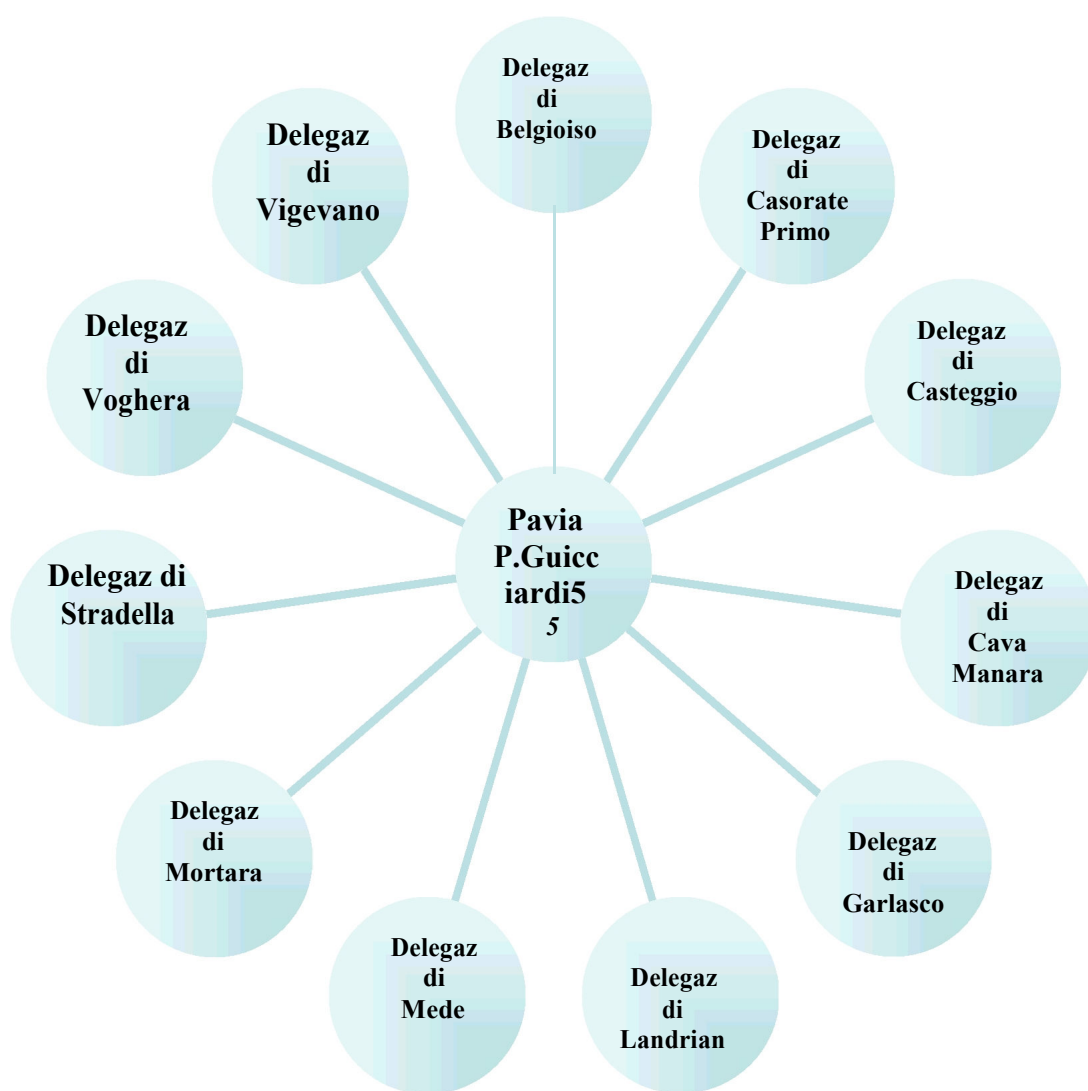 Delegaz
di
Belgioiso
Delegaz
di
Casorate
Primo
Delegaz
di
Casteggio
Delegaz
di
Cava
Manara
Delegaz
di
Garlasco
Delegaz
di
Landrian
Delegaz
di
Mede
Delegaz
di
Mortara
Delegaz di
Stradella
Delegaz
di
Voghera
Delegaz
di
Vigevano
Pavia
P.Guicc
iardi5
5